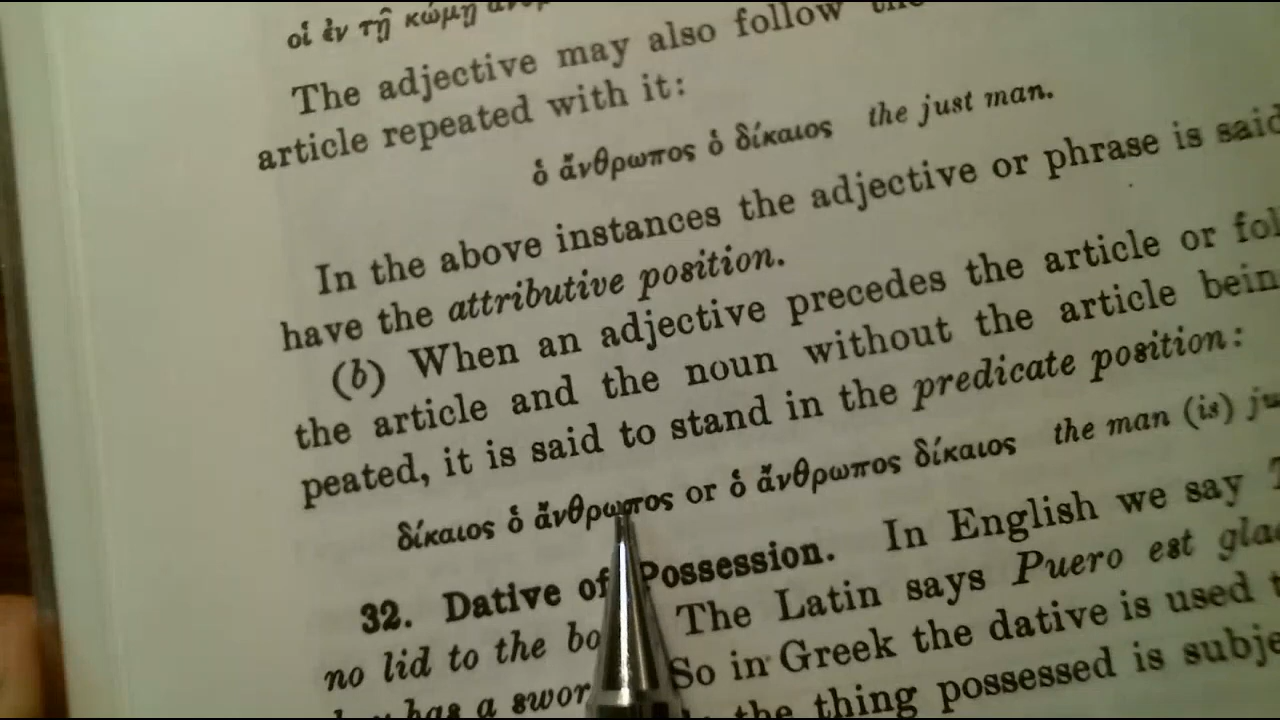 οἱ ἐν τῇ κώμῃ
The adjective may also follow
article repeated with it:
ὁ ἄνθρωπος ὁ δίκαιος the just man.
In the above instances the adjective or phrase is said
have the attributive position.
(b) When an adjective precedes the article or
the article and the noun without the article
peated, it is said to stand in the predicate position:
δίκαιος ὁ ἄνθρωπος or ὁ ἄνθρωπος δίκαιος the man (is)
32. Dative of Possession. In English we say
no lid to the The Latin says Puero est
has a So in Greek the dative is used
the thing possessed is